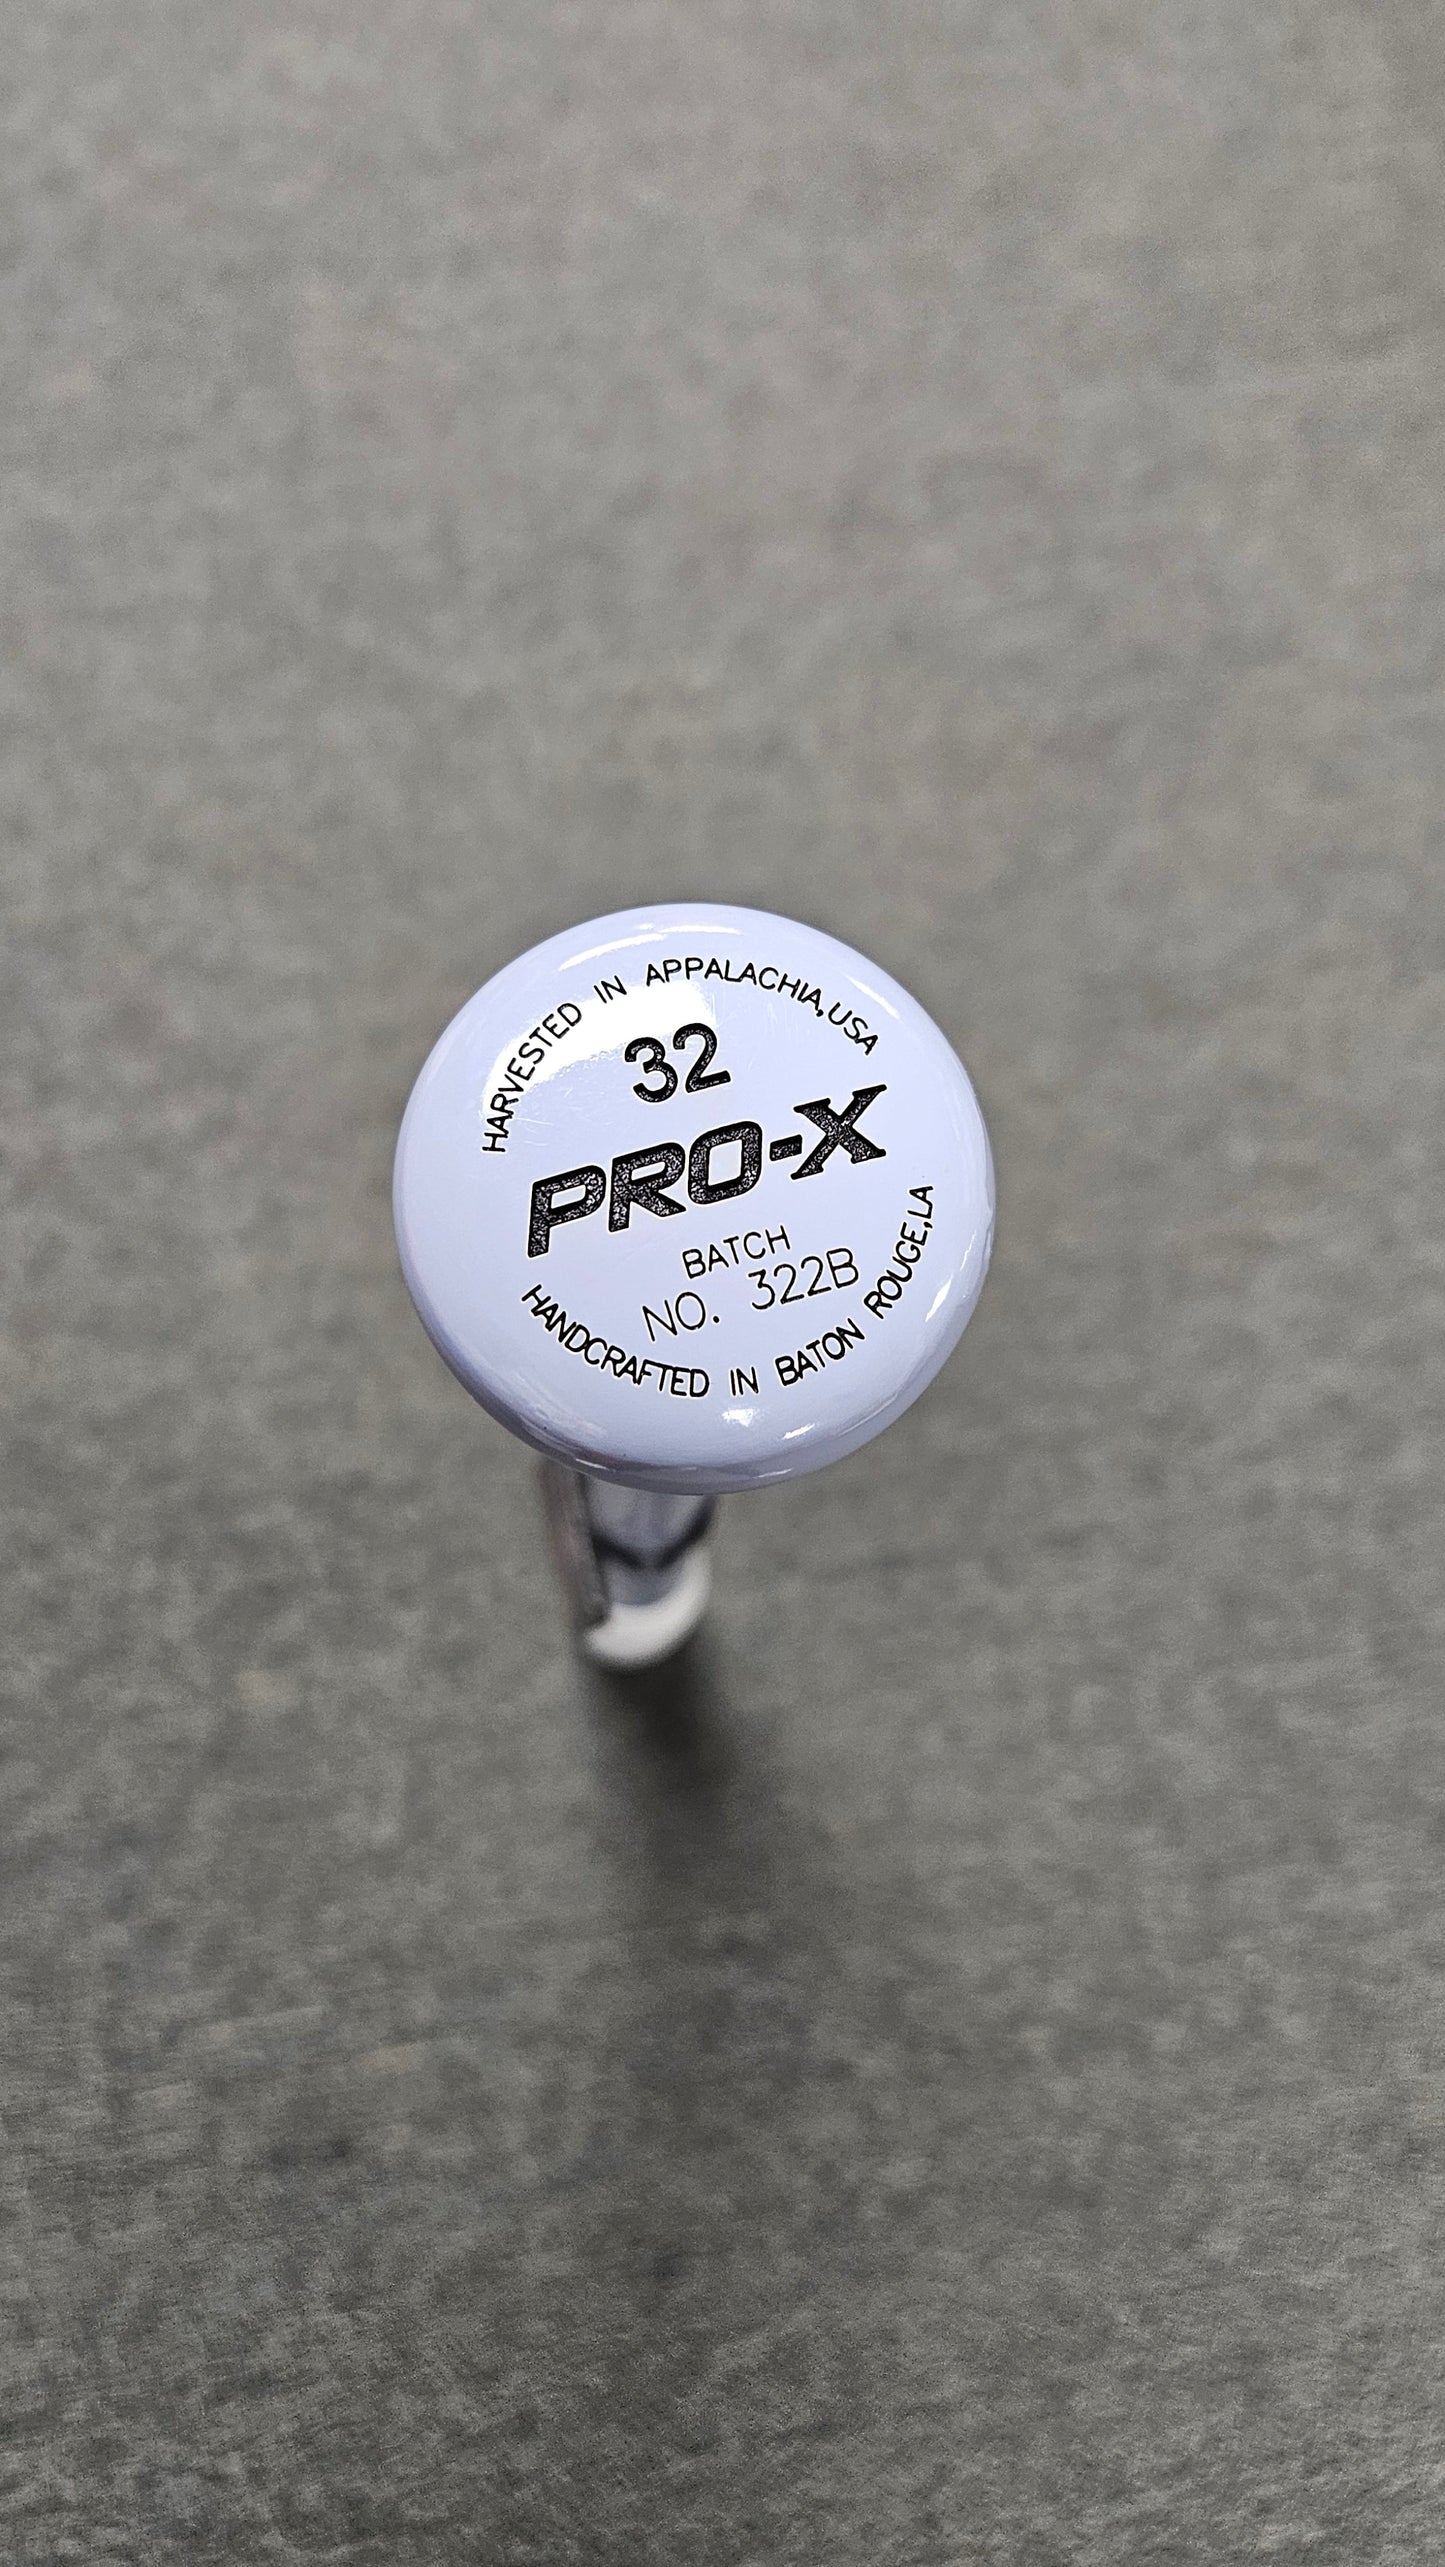 HARVESTED IN APPALACHIA,USA
32
PRO-X
BATCH
NO. 322B
HANDCRAFTED IN BATON ROUGE,LA